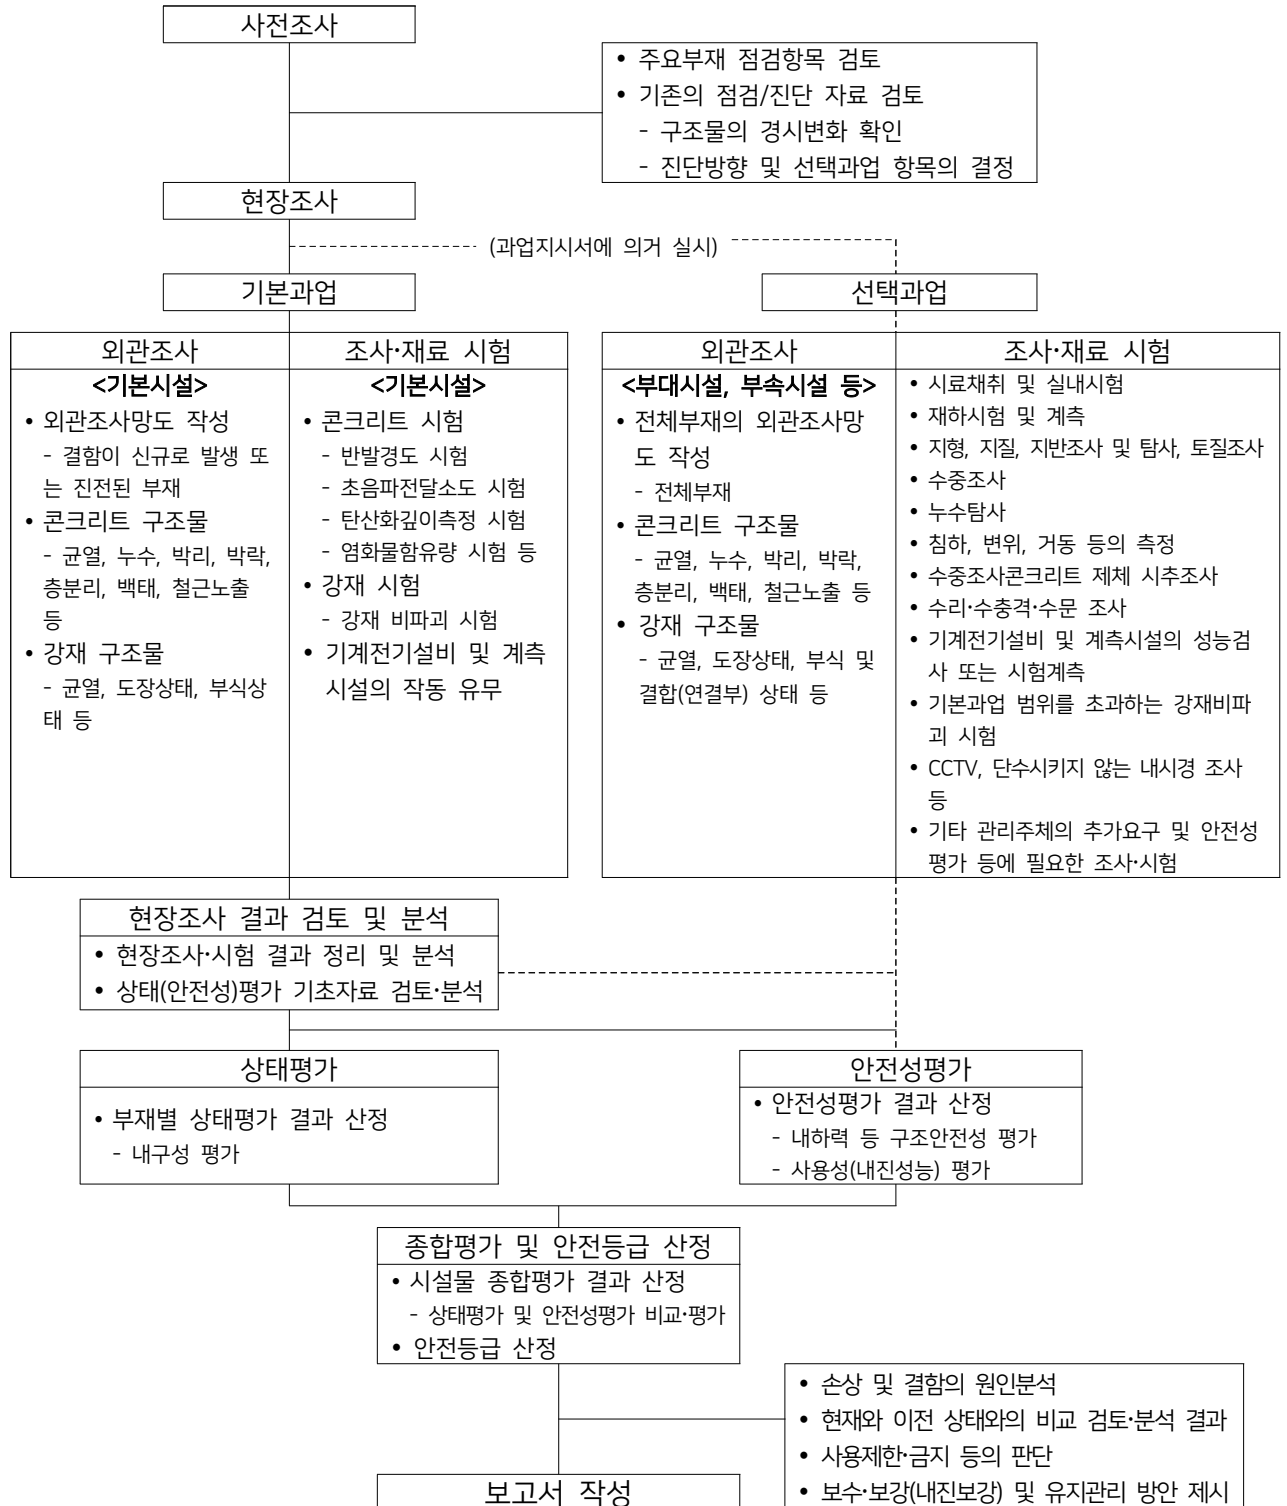 사전조사
• 주요부재 점검항목 검토
• 기존의 점검/진단 자료 검토
- 구조물의 경시변화 확인
- 진단방향 및 선택과업 항목의 결정
현장조사
(과업지시서에 의거 실시)
기본과업
선택과업
외관조사
<기본시설>
• 외관조사망도 작성
- 결함이 신규로 발생 또
는 진전된 부재
• 콘크리트 구조물
- 균열, 누수, 박리, 박락,
층분리, 백태, 철근노출
등
• 강재 구조물
- 균열, 도장상태, 부식상
태 등
조사·재료 시험
<기본시설>
• 콘크리트 시험
- 반발경도 시험
- 초음파전달소도 시험
- 탄산화깊이측정 시험
- 염화물함유량 시험 등
• 강재 시험
- 강재 비파괴 시험
• 기계전기설비 및 계측
시설의 작동 유무
외관조사
<부대시설, 부속시설 등>
• 전체부재의 외관조사망
도 작성
- 전체부재
• 콘크리트 구조물
- 균열, 누수, 박리, 박락,
층분리, 백태, 철근노출 등
• 강재 구조물
- 균열, 도장상태, 부식 및
결합(연결부) 상태 등
조사·재료 시험
• 시료채취 및 실내시험
• 재하시험 및 계측
• 지형, 지질, 지반조사 및 탐사, 토질조사
• 수중조사
• 누수탐사
• 침하, 변위, 거동 등의 측정
• 수중조사콘크리트 제체 시추조사
• 수리·수충격·수문 조사
• 기계전기설비 및 계측시설의 성능검
사 또는 시험계측
• 기본과업 범위를 초과하는 강재비파
괴 시험
• CCTV, 단수시키지 않는 내시경 조사
등
• 기타 관리주체의 추가요구 및 안전성
평가 등에 필요한 조사·시험
현장조사 결과 검토 및 분석
• 현장조사·시험 결과 정리 및 분석
• 상태(안전성)평가 기초자료 검토·분석
상태평가
• 부재별 상태평가 결과 산정
- 내구성 평가
안전성평가
• 안전성평가 결과 산정
- 내하력 등 구조안전성 평가
- 사용성(내진성능) 평가
종합평가 및 안전등급 산정
• 시설물 종합평가 결과 산정
- 상태평가 및 안전성평가 비교·평가
• 안전등급 산정
• 손상 및 결함의 원인분석
• 현재와 이전 상태와의 비교 검토·분석 결과
• 사용제한·금지 등의 판단
• 보수·보강(내진보강) 및 유지관리 방안 제시
보고서 작성